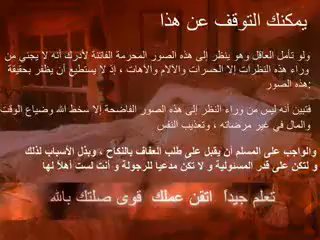 يمكنك التوقف عن هذا
ولو تأمل العاقل وهو ينظر إلى هذه الصور المحرمة الفاتنة لأدرك أنه لا يجني من
وراء هذه النظرات إلا الحسرات والآلام والآهات ، إذ لا يستطيع أن يظفر بحقيقة
هذه الصور:
فتبين أنه ليس من وراء النظر إلى هذه الصور الفاضحة إلا سخط الله وضياع الوقت
والمال في غير مرضاته ، وتعذيب النفس
والواجب على المسلم أن يقبل على طلب العفاف بالنكاح ، وبذل الأسباب لذلك
و لتكن على قدر المسئولية و لا تكن مدعيا للرجولة و أنت لست أهلاً لها
تعلم جيداً اتقن عملك قوى صلتك بالله